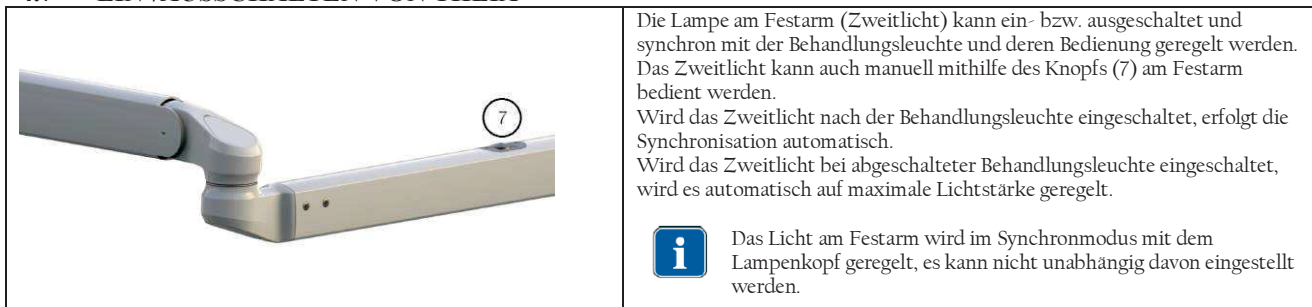 7
Die Lampe am Festarm (Zweitlicht) kann ein- bzw. ausgeschaltet und
synchron mit der Behandlungsleuchte und deren Bedienung geregelt werden.
Das Zweitlicht kann auch manuell mithilfe des Knopfs (7) am Festarm
bedient werden.
Wird das Zweitlicht nach der Behandlungsleuchte eingeschaltet, erfolgt die
Synchronisation automatisch.
Wird das Zweitlicht bei abgeschalteter Behandlungsleuchte eingeschaltet,
wird es automatisch auf maximale Lichtstärke geregelt.
i
Das Licht am Festarm wird im Synchronmodus mit dem
Lampenkopf geregelt, es kann nicht unabhängig davon eingestellt
werden.